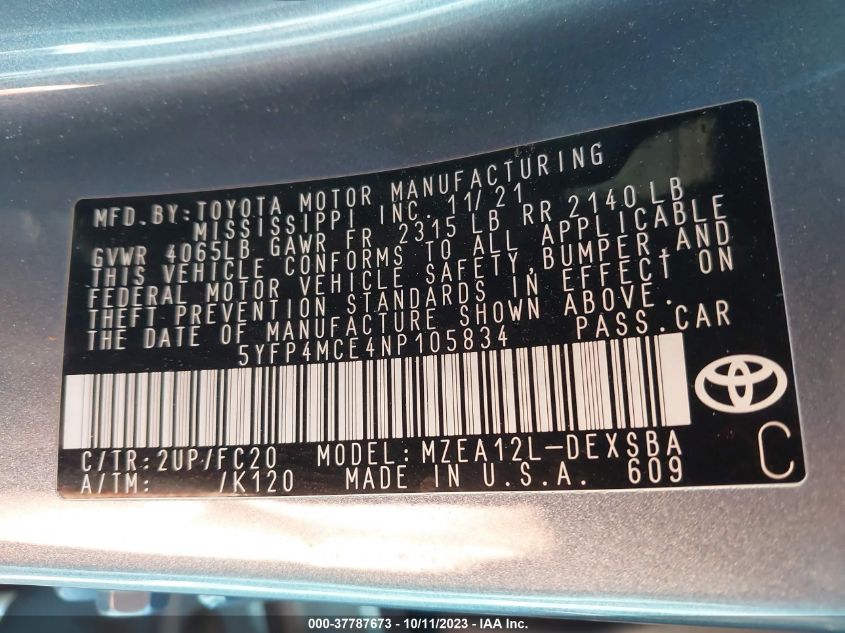 MFD. BY: TOYOTA MOTOR MANUFACTURING
MISSISSIPPI INC. 11/21
GVWR 4065LB GAWR FR 2315 LB RR 2140 LB
THIS VEHICLE CONFORMS TO ALL APPLICABLE
FEDERAL MOTOR VEHICLE SAFETY, BUMPER, AND
THEFT PREVENTION STANDARDS IN EFFECT ON
THE DATE OF MANUFACTURE SHOWN ABOVE.
5YFP4MCE4NP105834 PASS. CAR
C/TR: 2UP/FC20 MODEL: MZEA12L-DEXSBA
A/TM: /K120 MADE IN U.S.A. 609
C
000-37787673 - 10/11/2023 - IAA Inc.